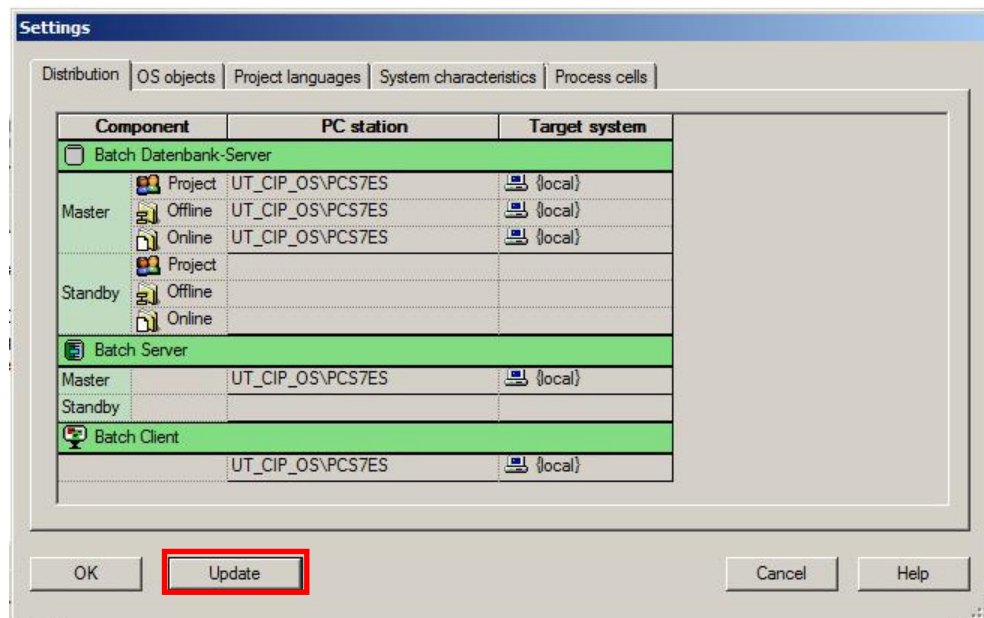 Settings
Distribution OS objects Project languages System characteristics Process cells
Component PC station Target system
Batch Datenbank-Server
Project UT_CIP_OS\PCS7ES {local}
Master Offline UT_CIP_OS\PCS7ES {local}
Online UT_CIP_OS\PCS7ES {local}
Project
Standby Offline
Online
Batch Server
Master UT_CIP_OS\PCS7ES {local}
Standby
Batch Client
UT_CIP_OS\PCS7ES {local}
OK Update Cancel Help